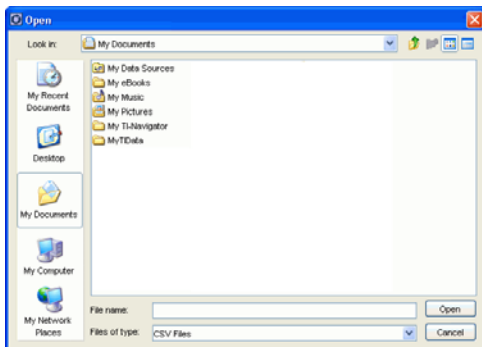 Open
Look in:
My Documents
My Recent
Documents
Desktop
My Documents
My Computer
My Network
Places
My Data Sources
My eBooks
My Music
My Pictures
My TI-Navigator
MyTIData
File name:
Open
Files of type:
CSV Files
Cancel